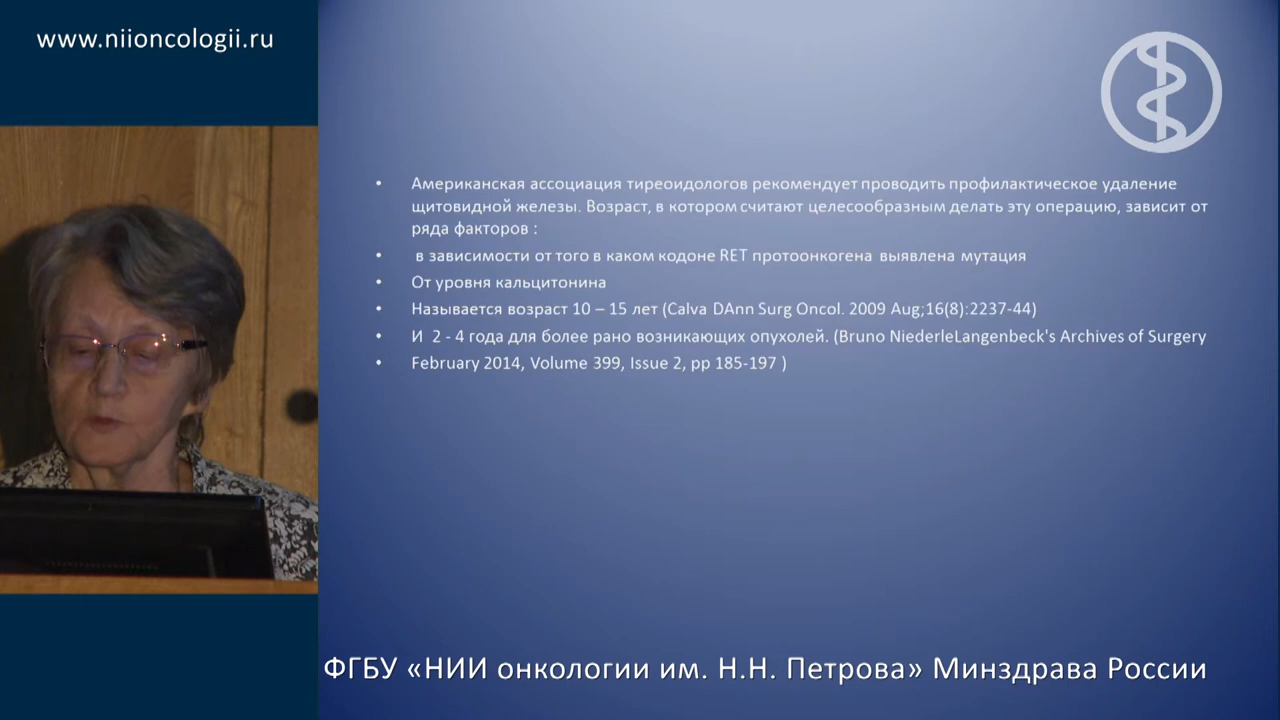 www.niioncologii.ru
• Американская ассоциация тиреоидологов рекомендует проводить профилактическое удаление
щитовидной железы. Возраст, в котором считают целесообразным делать эту операцию, зависит от
ряда факторов :
• в зависимости от того в каком кодоне RET протоонкогена выявлена мутация
• От уровня кальцитонина
• Называется возраст 10 – 15 лет (Calva DAnn Surg Oncol. 2009 Aug;16(8):2237-44)
• И 2 - 4 года для более рано возникающих опухолей. (Bruno NiederleLangenbeck's Archives of Surgery
• February 2014, Volume 399, Issue 2, pp 185-197 )
ФГБУ «НИИ онкологии им. Н.Н. Петрова» Минздрава России